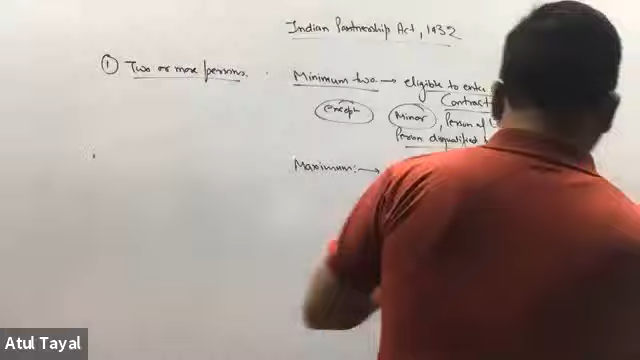 Indian Partnership Act, 1932
① Two or more persons. Minimum two → eligible to enter
Contract
except Minor, Person of
Person disqualified
Maximum: →
Atul Tayal